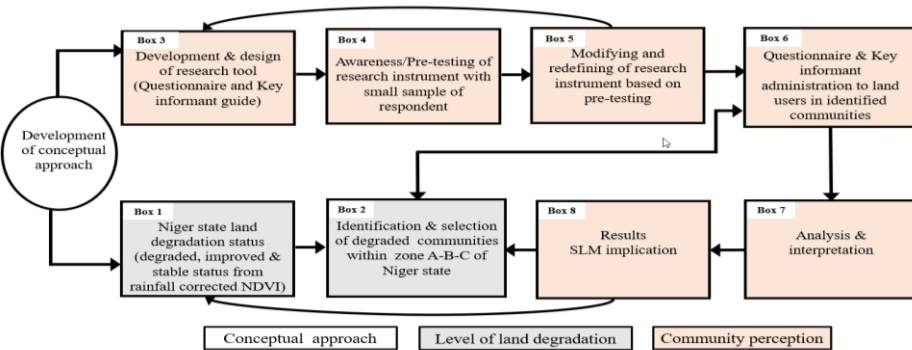 Development
of conceptual
approach
Box 3
Development & design
of research tool
(Questionnaire and Key
informant guide)
Box 4
Awareness/Pre-testing of
research instrument with
small sample of
respondent
Box 5
Modifying and
redefining of research
instrument based on
pre-testing
Box 6
Questionnaire & Key
informant
administration to land
users in identified
communities
Box 1
Niger state land
degradation status
(degraded, improved &
stable status from
rainfall corrected NDVI)
Box 2
Identification & selection
of degraded communities
within zone A-B-C of
Niger state
Box 8
Results
SLM implication
Box 7
Analysis &
interpretation
Conceptual approach
Level of land degradation
Community perception